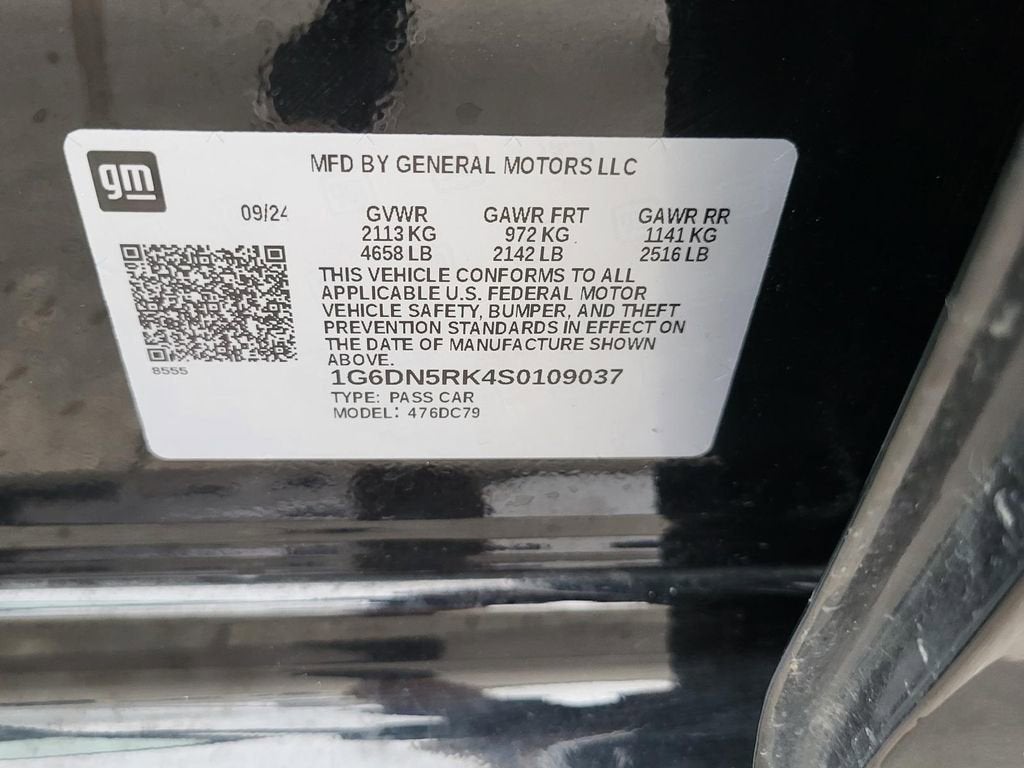 gm
MFD BY GENERAL MOTORS LLC
09/24 GVWR GAWR FRT GAWR RR
2113 KG 972 KG 1141 KG
4658 LB 2142 LB 2516 LB
THIS VEHICLE CONFORMS TO ALL
APPLICABLE U.S. FEDERAL MOTOR
VEHICLE SAFETY, BUMPER, AND THEFT
PREVENTION STANDARDS IN EFFECT ON
THE DATE OF MANUFACTURE SHOWN
ABOVE.
8555
1G6DN5RK4S0109037
TYPE: PASS CAR
MODEL: 476DC79